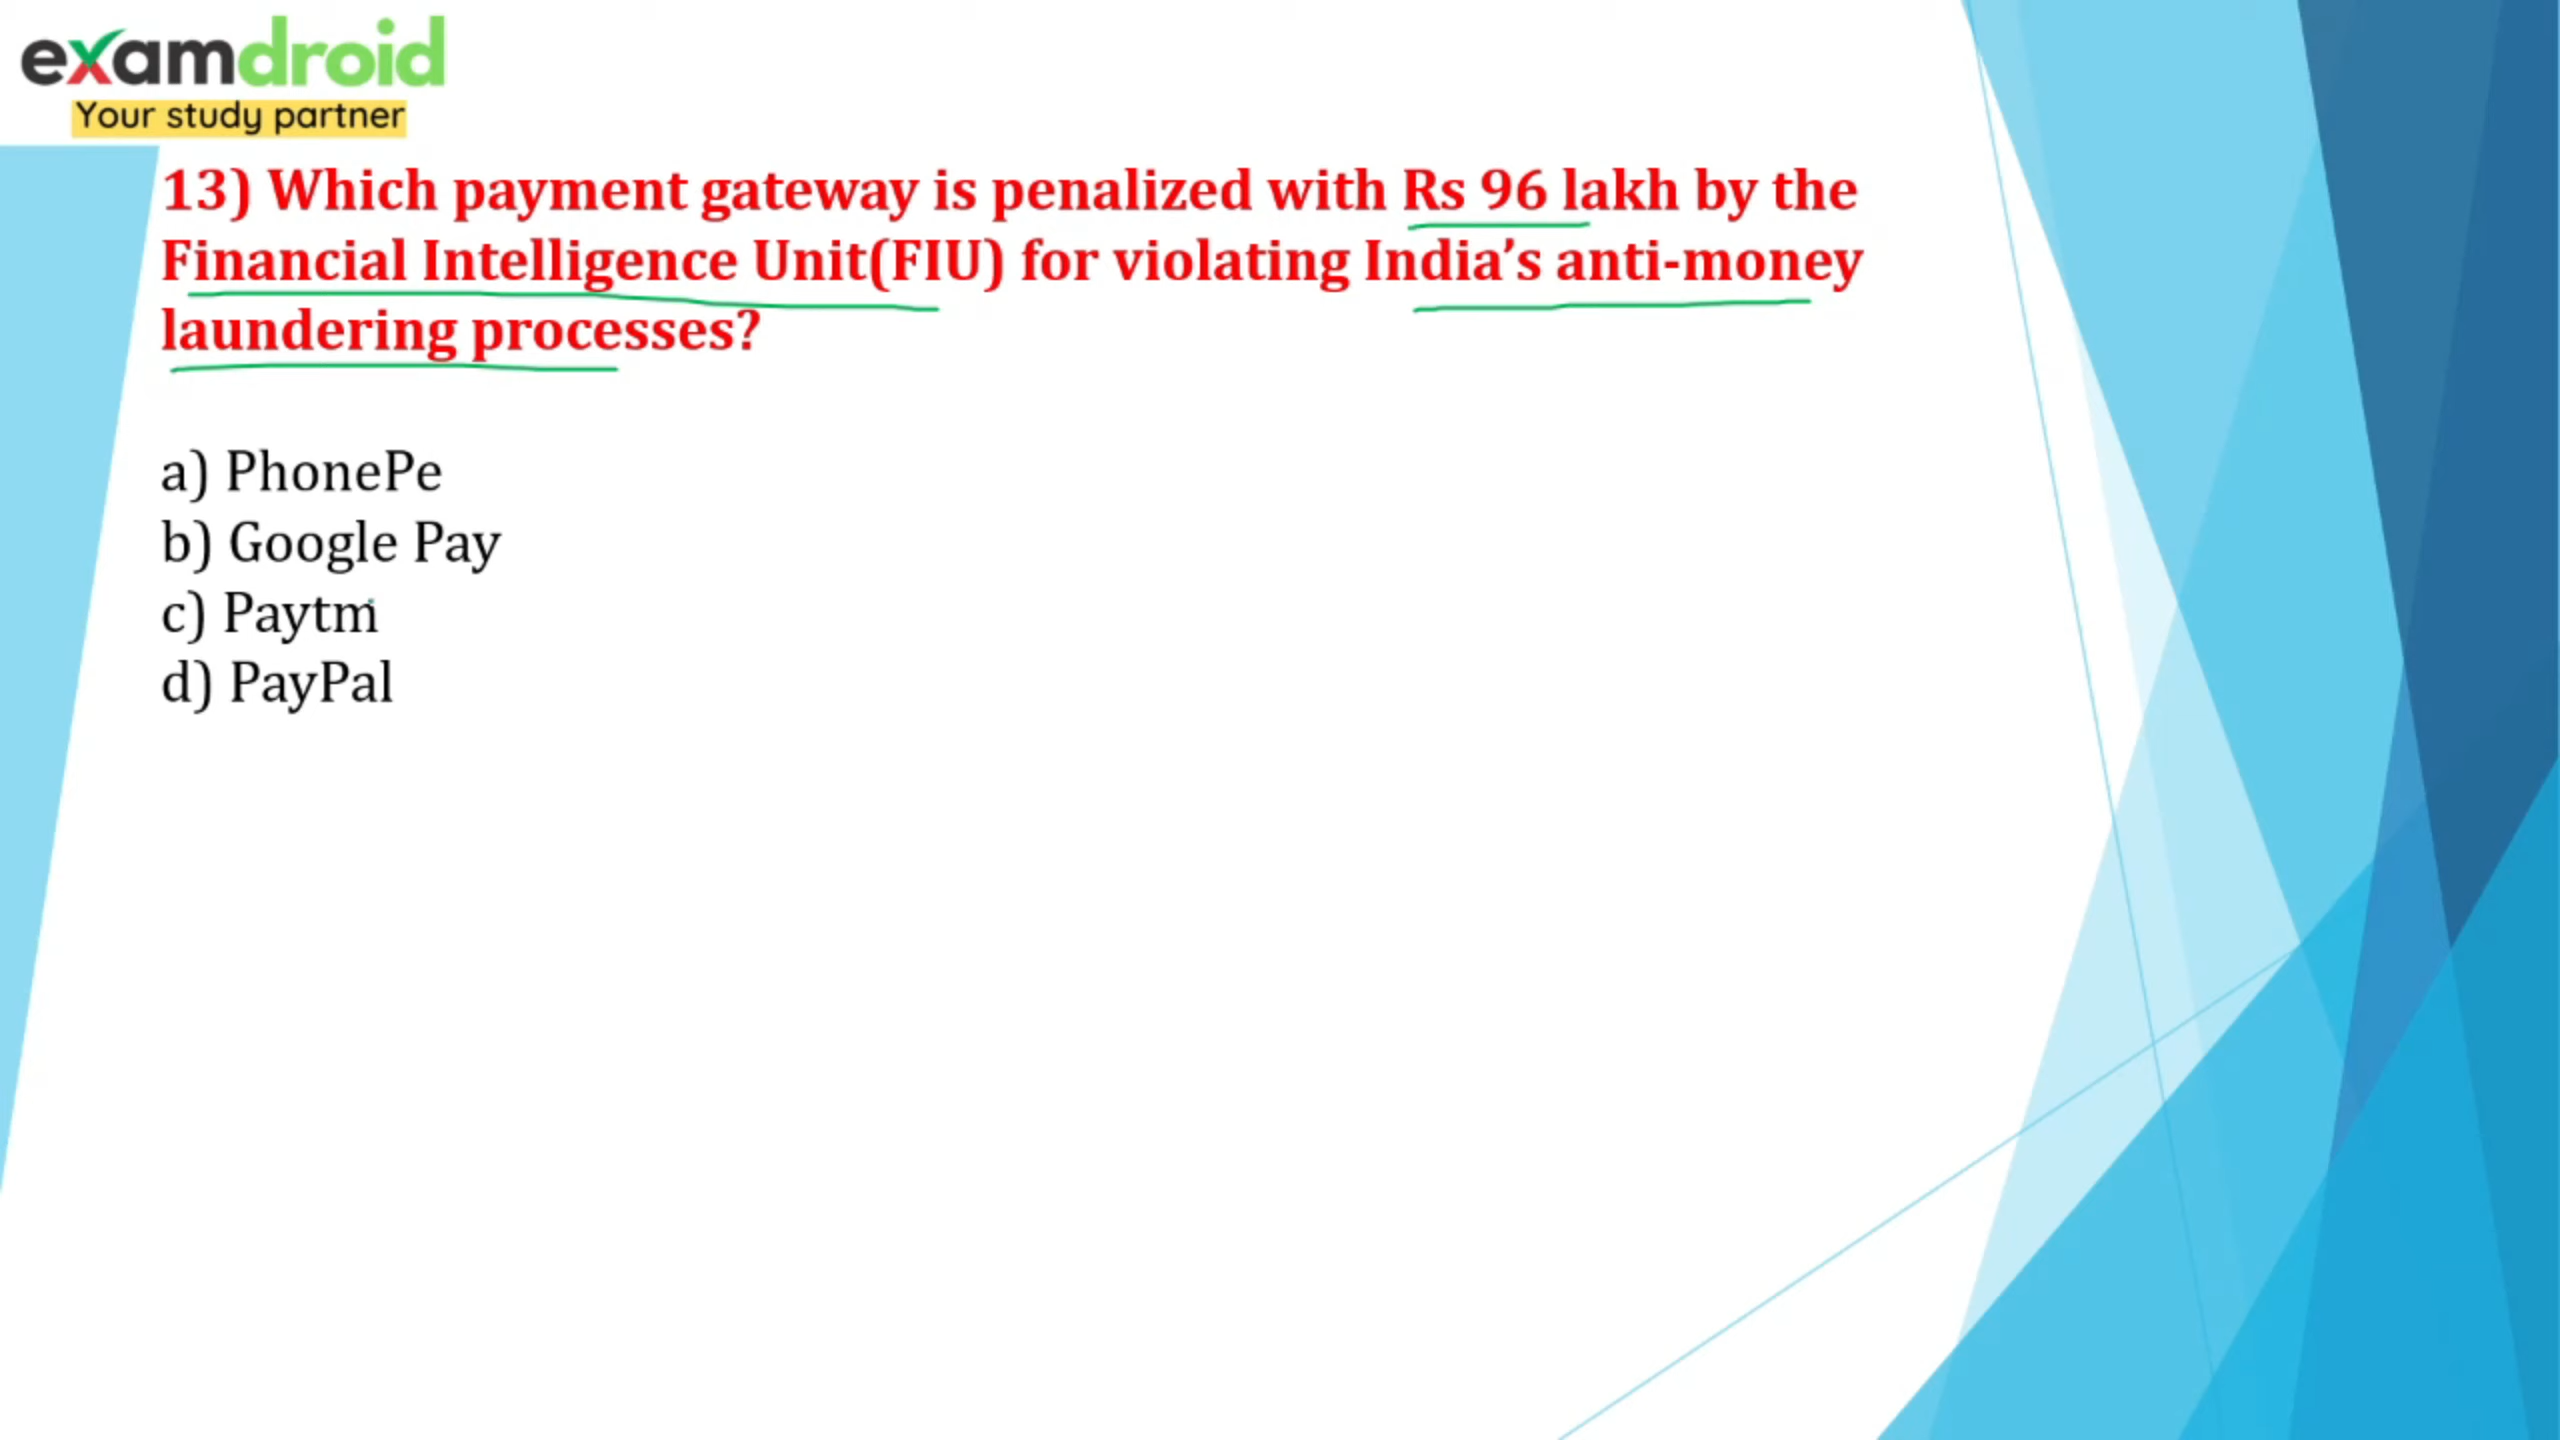 examdroid
Your study partner
13) Which payment gateway is penalized with Rs 96 lakh by the
Financial Intelligence Unit(FIU) for violating India’s anti-money
laundering processes?
a) PhonePe
b) Google Pay
c) Paytm
d) PayPal